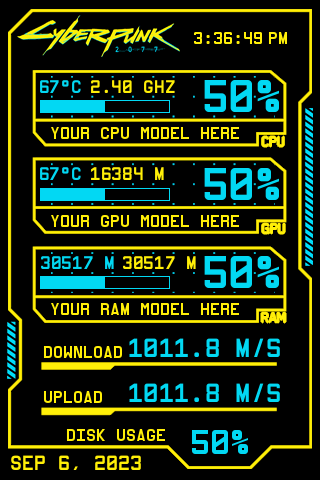 Cyberpunk
2077
3:36:49 PM
67°C 2.40 GHZ
50%
YOUR CPU MODEL HERE
CPU
67°C 16384 M
50%
YOUR GPU MODEL HERE
GPU
30517 M 30517 M
50%
YOUR RAM MODEL HERE
RAM
DOWNLOAD 1011.8 M/S
UPLOAD 1011.8 M/S
DISK USAGE 50%
SEP 6, 2023